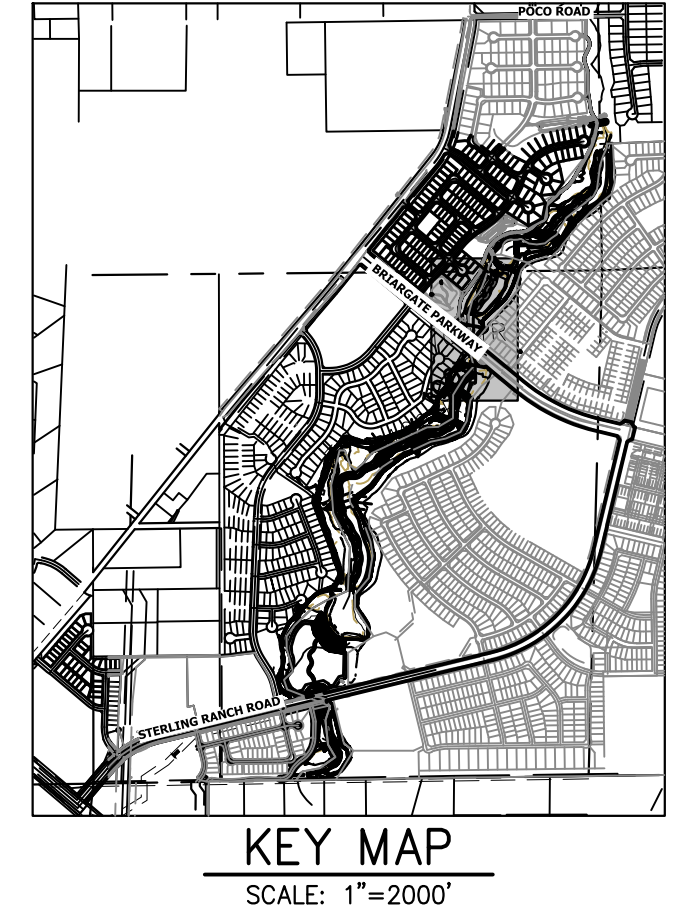 POCO ROAD
BRIARGATE PARKWAY
R
STERLING RANCH ROAD
KEY MAP
SCALE: 1"=2000'